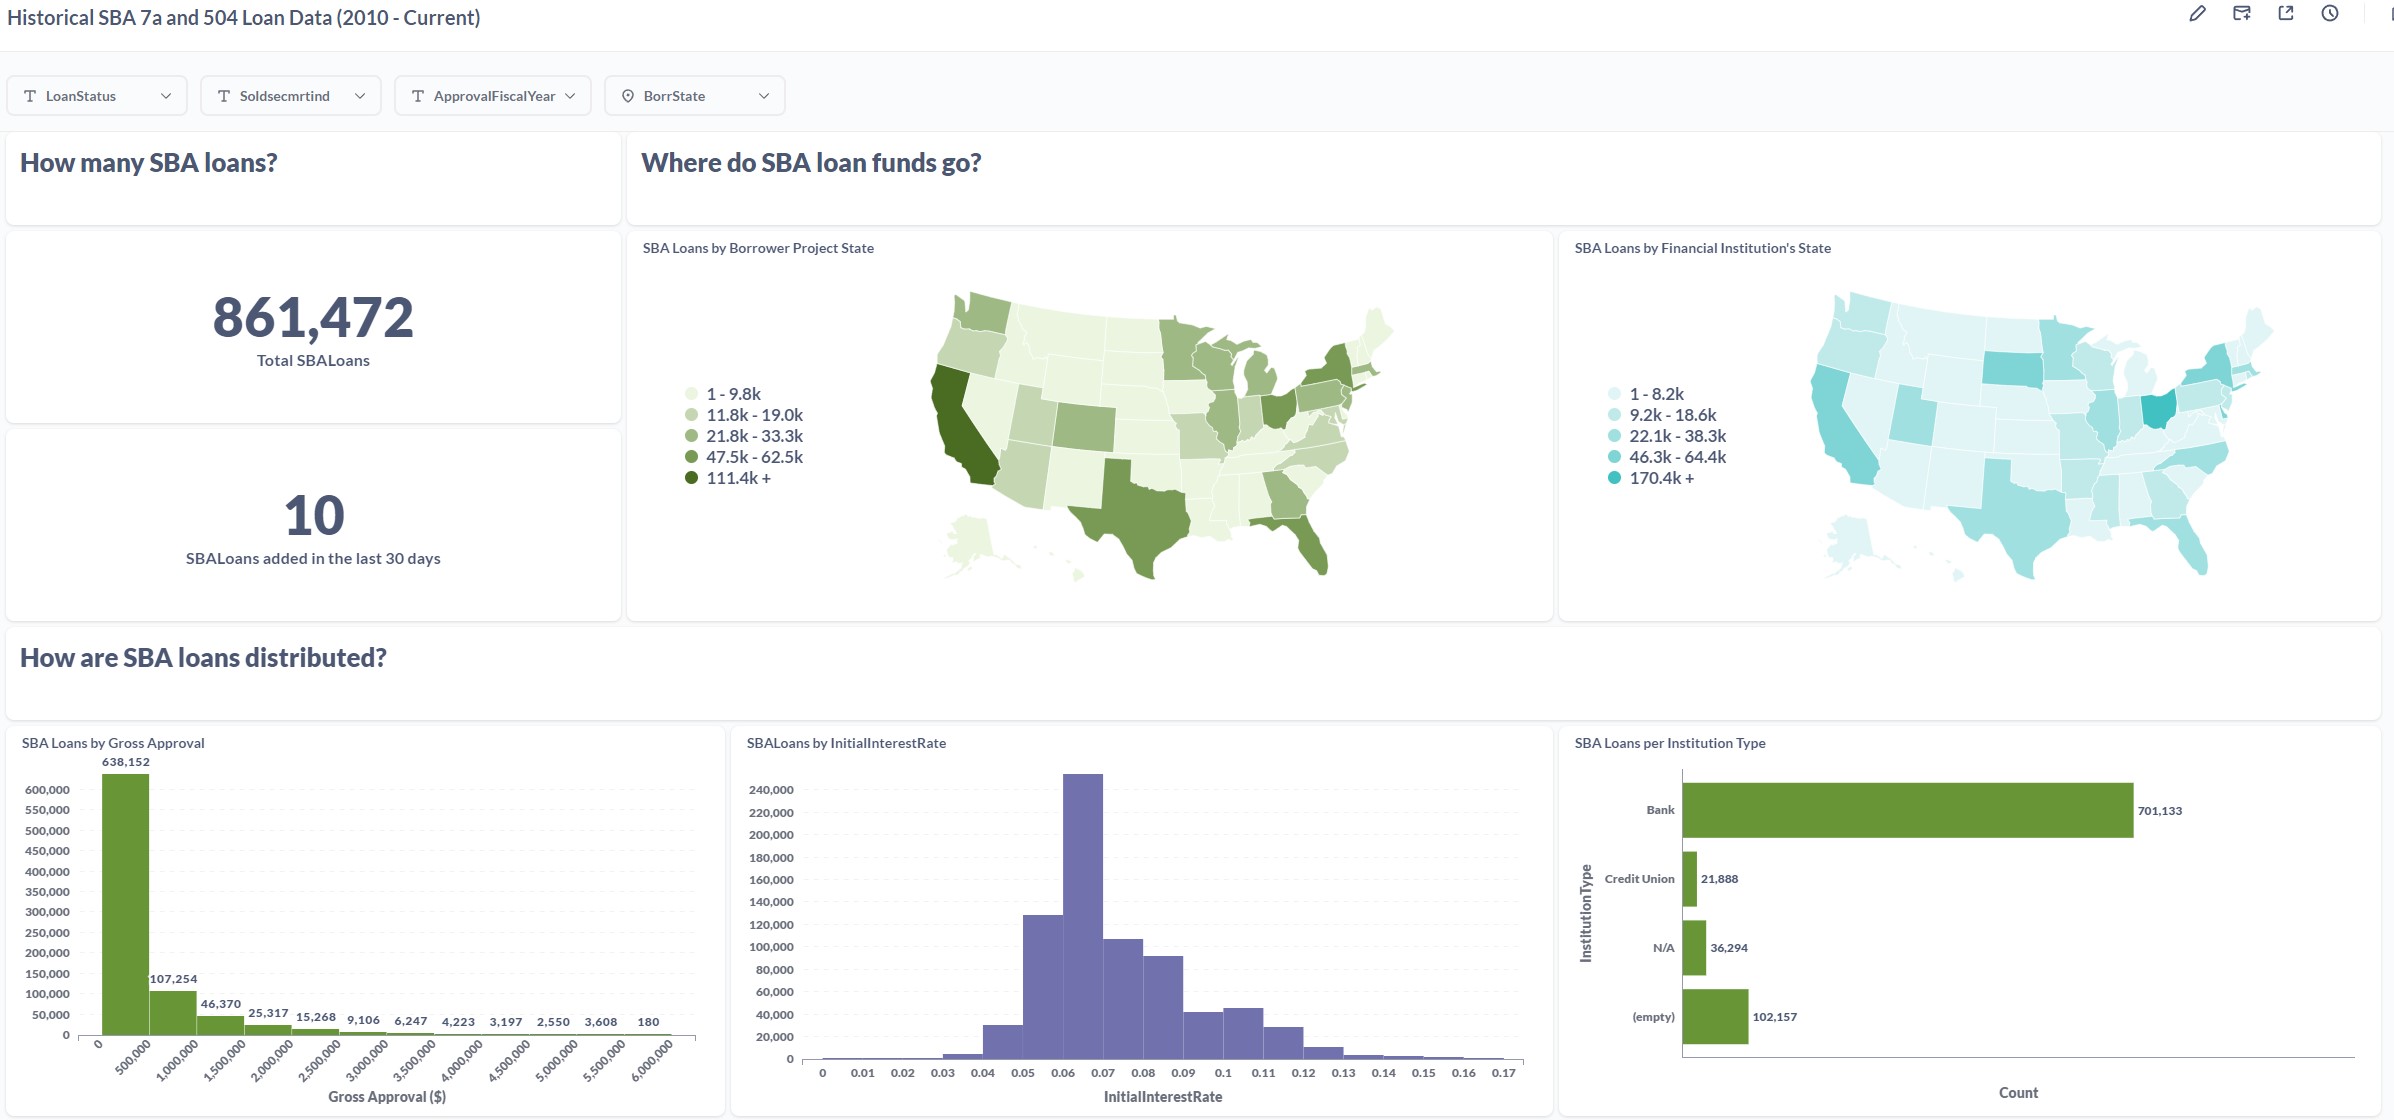 Historical SBA 7a and 504 Loan Data (2010 - Current)
LoanStatus
Soldsecmrtind
ApprovalFiscalYear
BorrState
How many SBA loans?
Where do SBA loan funds go?
861,472
Total SBALoans
10
SBALoans added in the last 30 days
SBA Loans by Borrower Project State
1 - 9.8k
11.8k - 19.0k
21.8k - 33.3k
47.5k - 62.5k
111.4k +
SBA Loans by Financial Institution's State
1 - 8.2k
9.2k - 18.6k
22.1k - 38.3k
46.3k - 64.4k
170.4k +
How are SBA loans distributed?
SBA Loans by Gross Approval
638,152
600,000
550,000
500,000
450,000
400,000
350,000
300,000
250,000
200,000
150,000
100,000
50,000
0
107,254
46,370
25,317
15,268
9,106
6,247
4,223
3,197
2,550
3,608
180
0
500,000
1,000,000
1,500,000
2,000,000
2,500,000
3,000,000
3,500,000
4,000,000
4,500,000
5,000,000
5,500,000
6,000,000
Gross Approval ($)
SBALoans by InitialInterestRate
240,000
220,000
200,000
180,000
160,000
140,000
120,000
100,000
80,000
60,000
40,000
20,000
0
0
0.01
0.02
0.03
0.04
0.05
0.06
0.07
0.08
0.09
0.1
0.11
0.12
0.13
0.14
0.15
0.16
0.17
InitialInterestRate
SBA Loans per Institution Type
InstitutionType
Bank
701,133
Credit Union
21,888
N/A
36,294
(empty)
102,157
Count